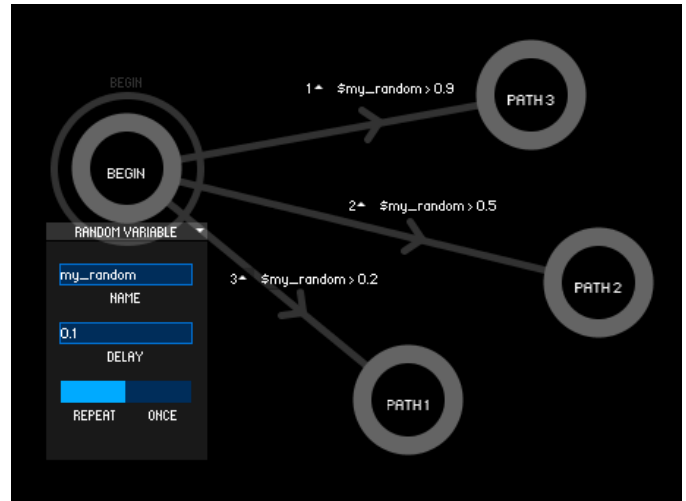 BEGIN
1 $my_random > 0.9
PATH 3
BEGIN
2 $my_random > 0.5
RANDOM VARIABLE
my_random
NAME
3 $my_random > 0.2
PATH 2
0.1
DELAY
REPEAT ONCE
PATH 1